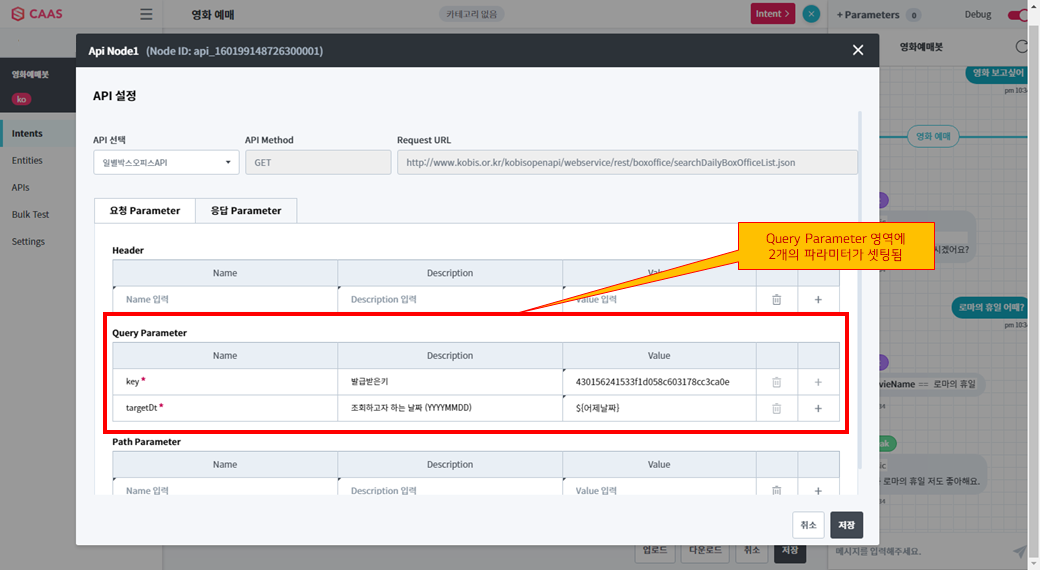 CAAS
영화 예매
카테고리 없음
Intent >
+ Parameters 0
Debug
영화예매봇
ko
Intents
Entities
APIs
Bulk Test
Settings
영화예매봇
영화 보고싶어
영화 예매
시겠어요?
로마의 휴일 어때?
vieName == 로마의 휴일
로마의 휴일 저도 좋아해요.
메시지를 입력해주세요.
Api Node1 (Node ID: api_160199148726300001)
API 설정
API 선택 API Method Request URL
일별박스오피스API GET http://www.kobis.or.kr/kobisopenapi/webservice/rest/boxoffice/searchDailyBoxOfficeList.json
요청 Parameter 응답 Parameter
Query Parameter 영역에
2개의 파라미터가 셋팅됨
Header
Name Description
Name 입력 Description 입력 Value 입력 +
Query Parameter
Name Description Value
key * 발급받은키 430156241533f1d058c603178cc3ca0e +
targetDt * 조회하고자 하는 날짜 (YYYYMMDD) ${어제날짜} +
Path Parameter
Name Description Value
Name 입력 Description 입력 Value 입력 +
취소 저장
업로드 다운로드 취소 저장